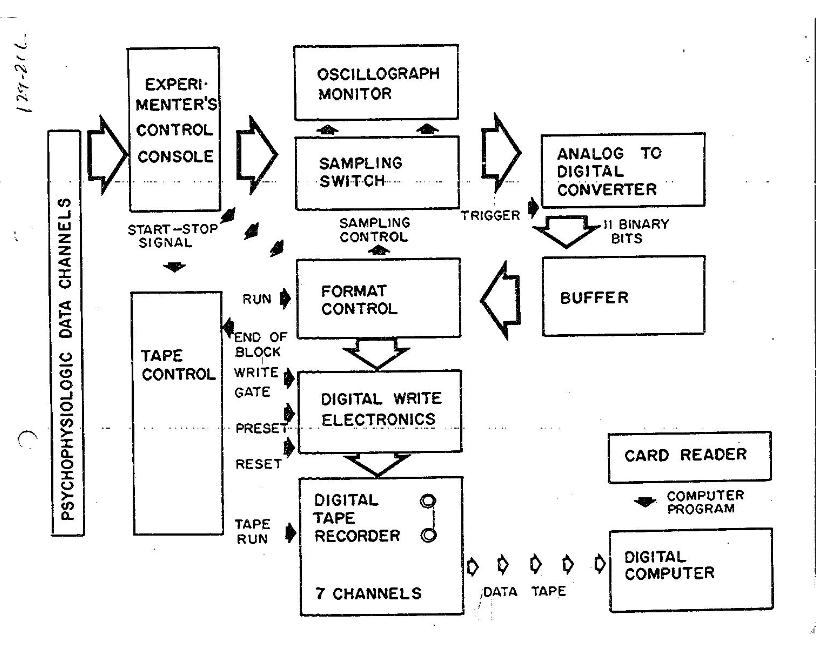 129-211
PSYCHOPHYSIOLOGIC DATA CHANNELS
EXPERI-
MENTER'S
CONTROL
CONSOLE
OSCILLOGRAPH
MONITOR
SAMPLING
SWITCH
ANALOG TO
DIGITAL
CONVERTER
TRIGGER
START-STOP
SIGNAL
SAMPLING
CONTROL
11 BINARY
BITS
BUFFER
FORMAT
CONTROL
RUN
END OF
BLOCK
TAPE
CONTROL
WRITE
GATE
PRESET
RESET
DIGITAL WRITE
ELECTRONICS
TAPE
RUN
DIGITAL
TAPE
RECORDER
7 CHANNELS
DATA TAPE
CARD READER
COMPUTER
PROGRAM
DIGITAL
COMPUTER